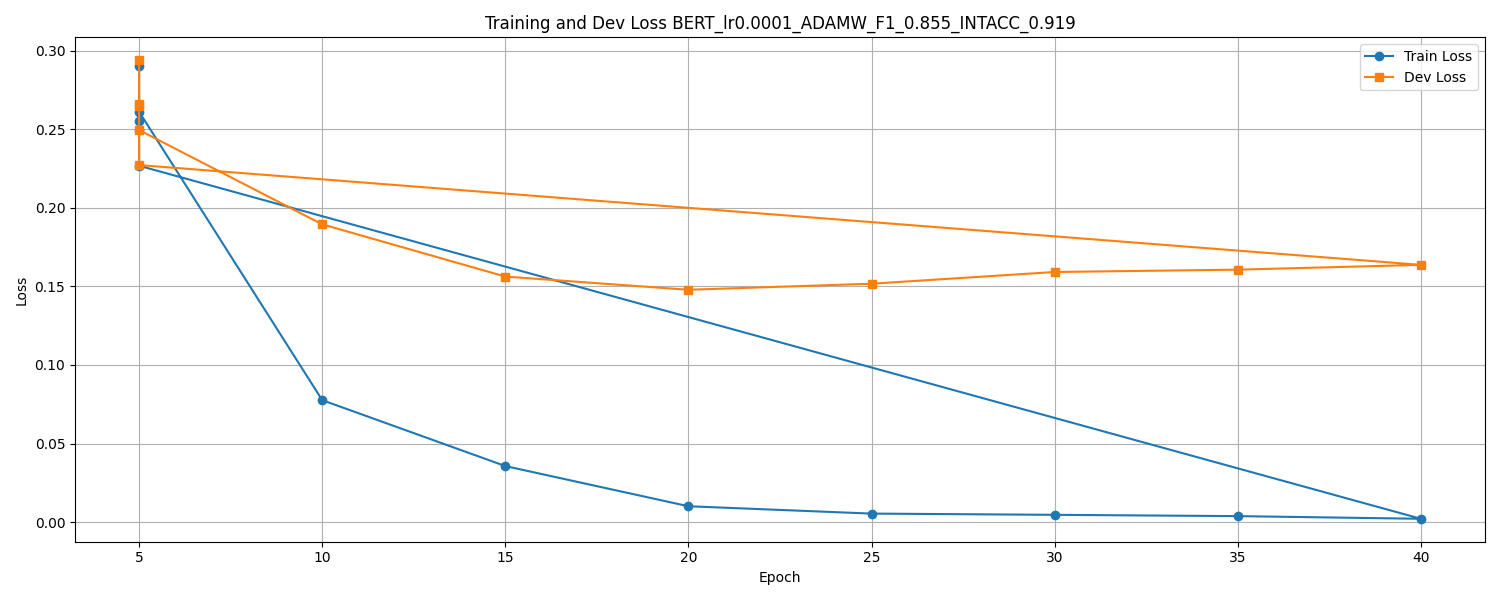 Training and Dev Loss BERT_lr0.0001_ADAMW_F1_0.855_INTACC_0.919
Train Loss
Dev Loss
0.30
0.25
0.20
0.15
0.10
0.05
0.00
Loss
5 10 15 20 25 30 35 40
Epoch